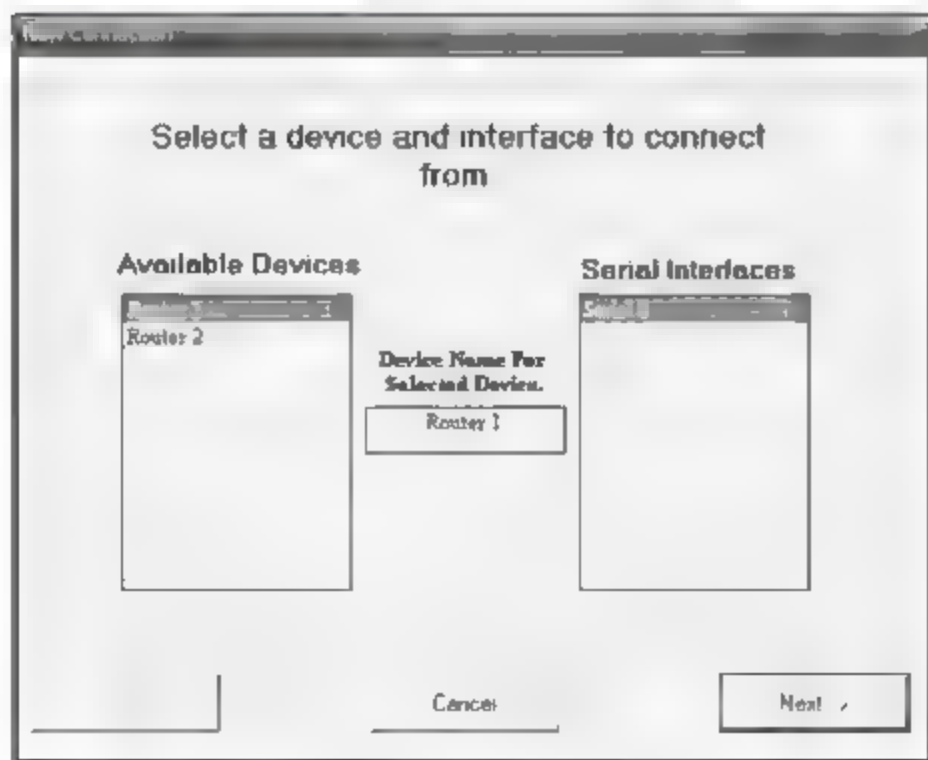 Select a device and interface to connect
from
Available Devices
Serial Interfaces
Router 2
Device Name For
Selected Device.
Router 1
Cancel
Next